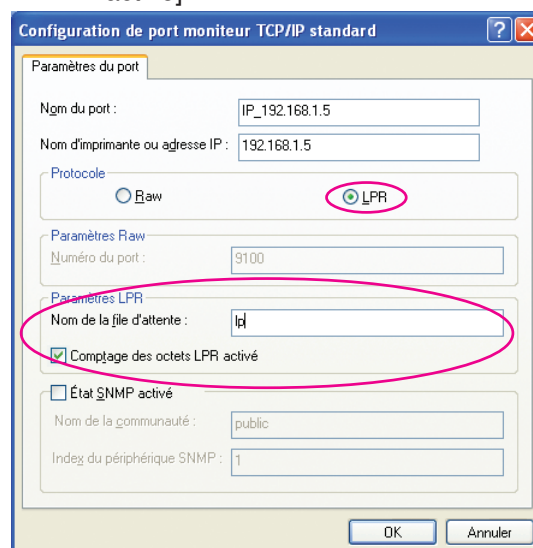 Configuration de port moniteur TCP/IP standard
Paramètres du port
Nom du port : IP_192.168.1.5
Nom d'imprimante ou adresse IP : 192.168.1.5
Protocole
Raw LPR
Paramètres Raw
Numéro du port : 9100
Paramètres LPR
Nom de la file d'attente : lp
Comptage des octets LPR activé
État SNMP activé
Nom de la communauté : public
Index du périphérique SNMP : 1
OK Annuler